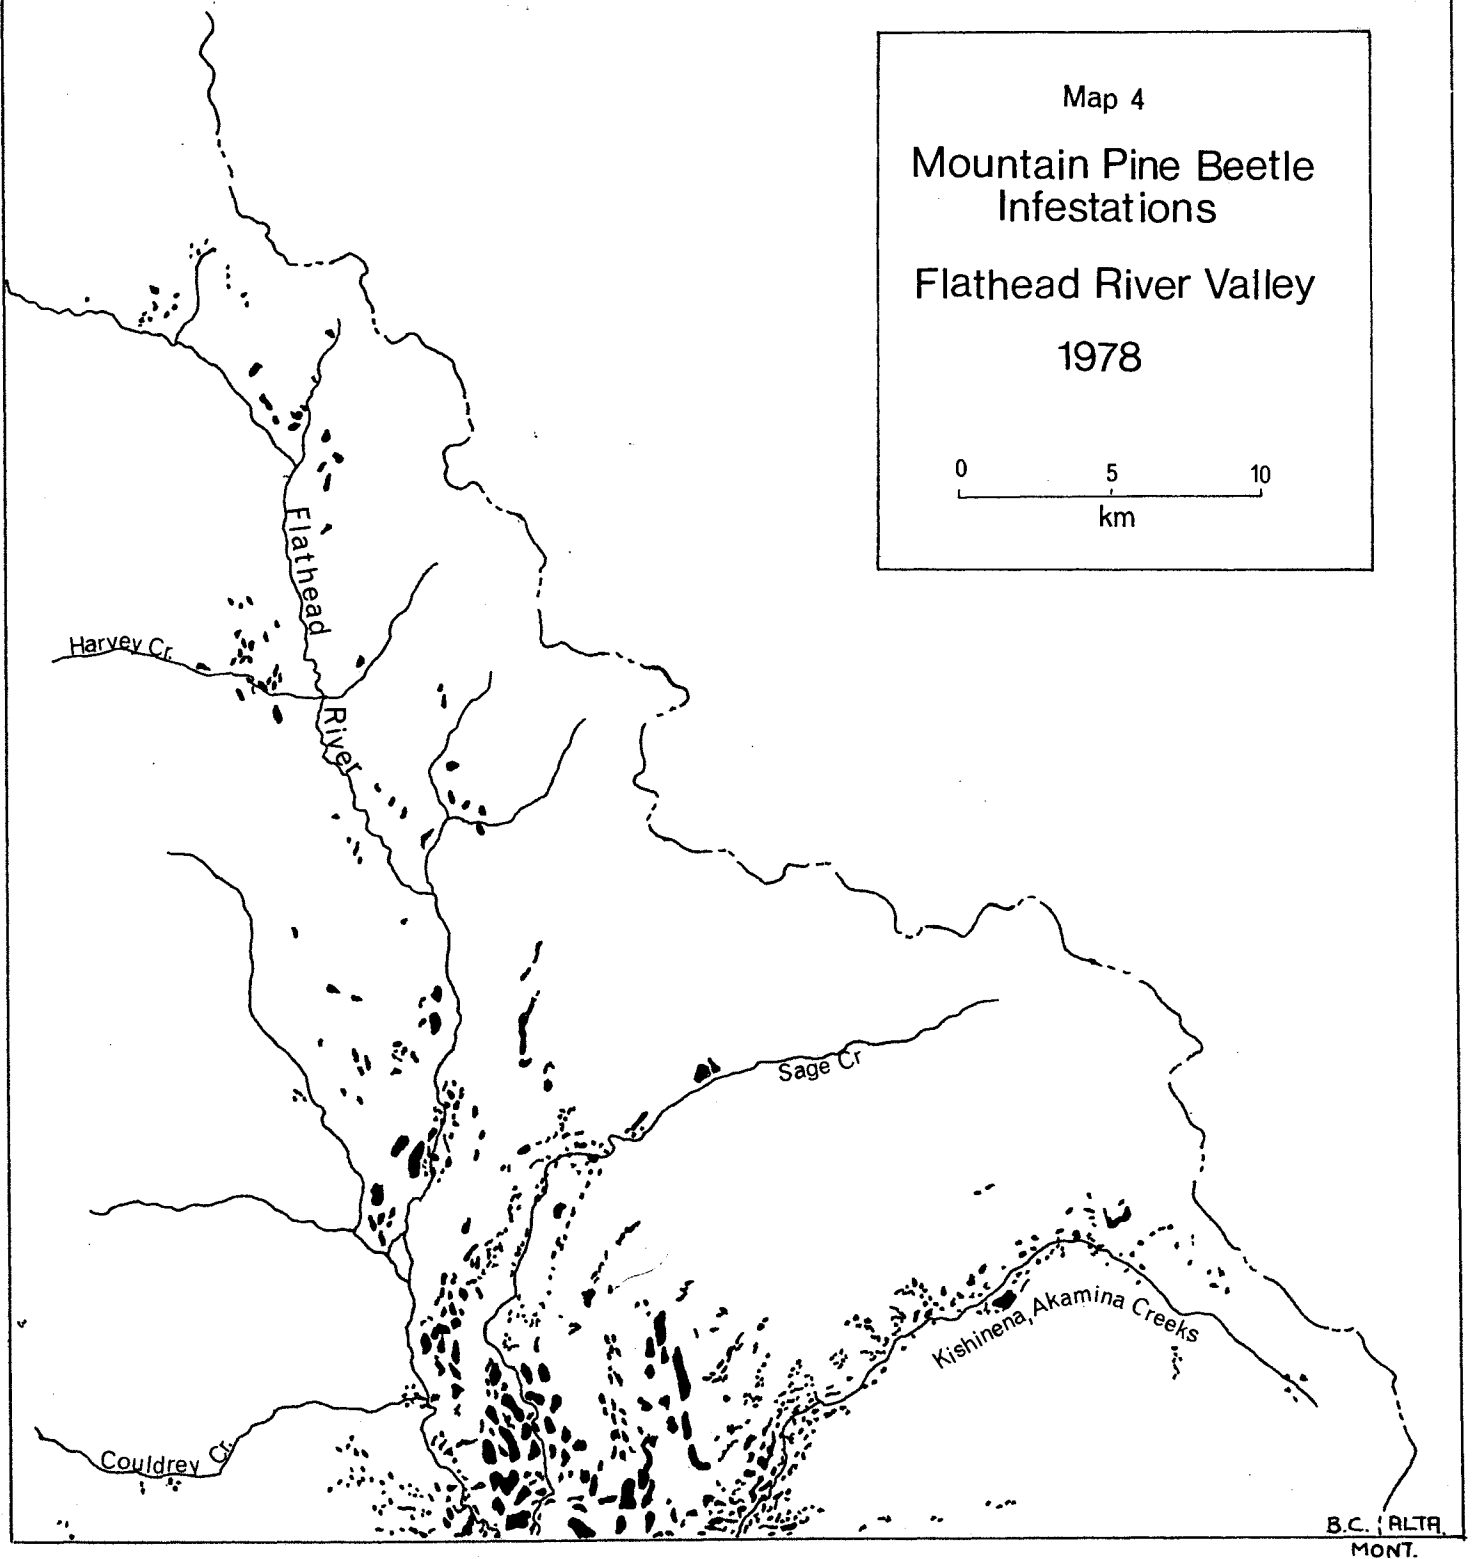 Map 4
Mountain Pine Beetle
Infestations
Flathead River Valley
1978
0 5 10
km
Flathead
River
Harvey Cr.
Sage Cr
Kishinena, Akamina Creeks
Couldrey Cr.
B.C. ALTA.
MONT.